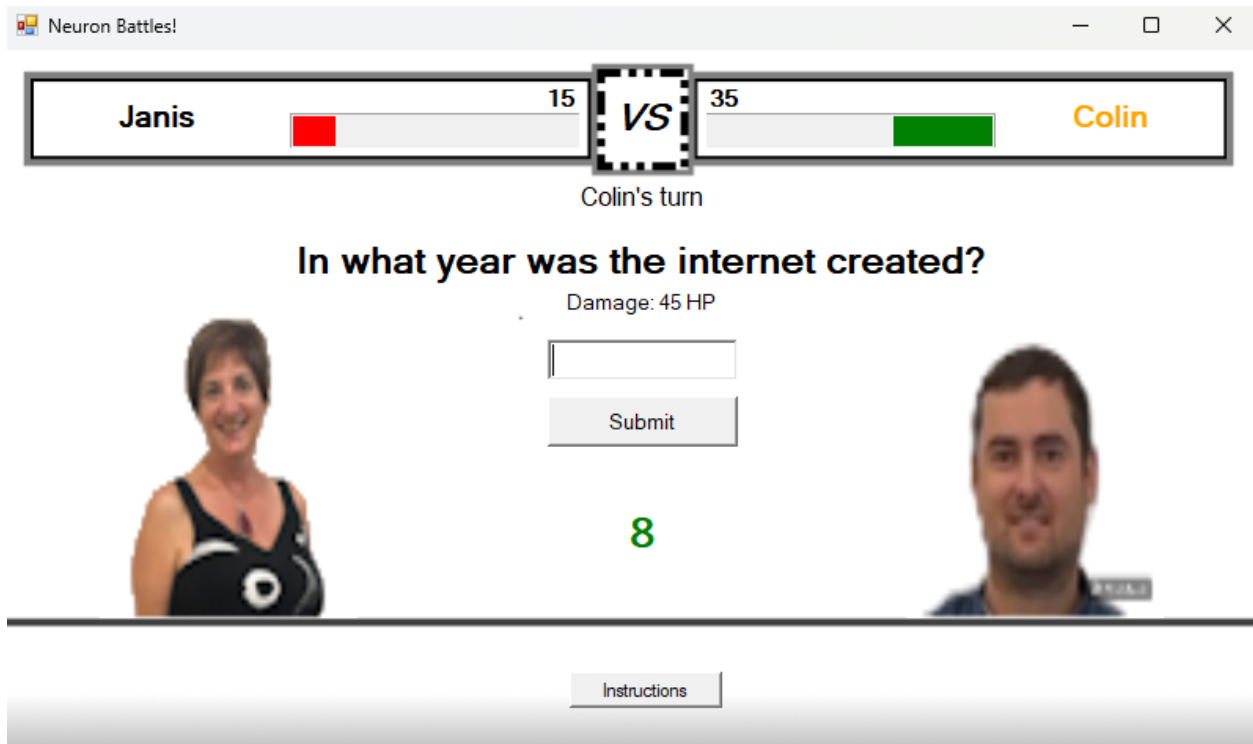 Neuron Battles!
Janis
15
VS
35
Colin
Colin's turn
In what year was the internet created?
Damage: 45 HP
Submit
8
Instructions